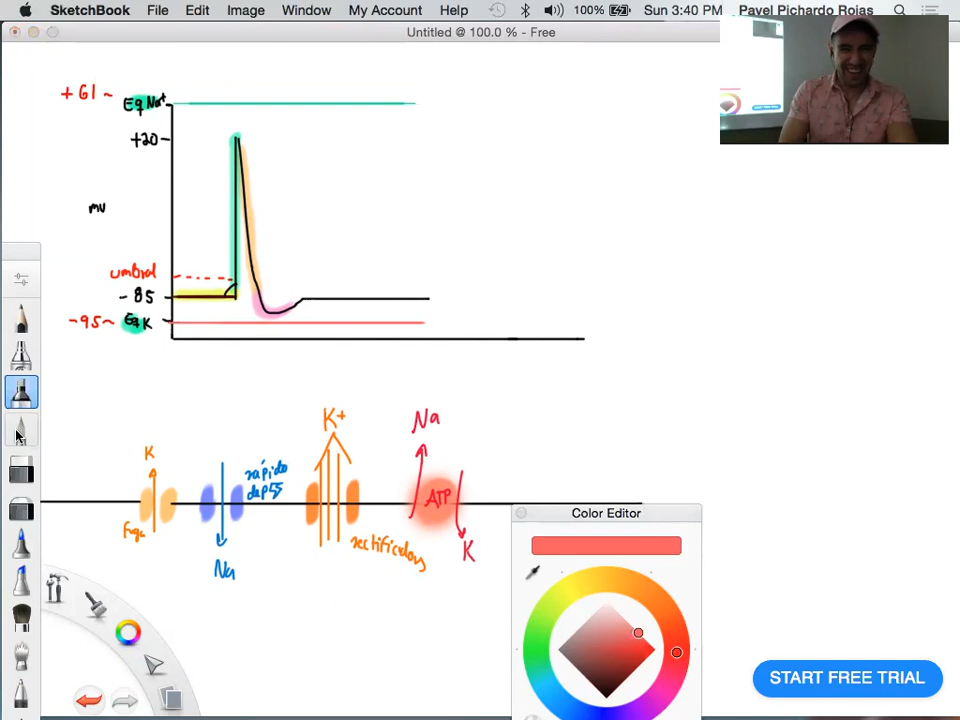 SketchBook File Edit Image Window My Account Help 100% Sun 3:40 PM Pavel Pichardo Rojas
Untitled @ 100.0 % - Free
+61 ~ Eq Na+
+20
mv
umbral
-85
-95~ Eq K
K+
Na
K
rápido
ATP
Fuga
rectificadores
K
Na
Color Editor
START FREE TRIAL